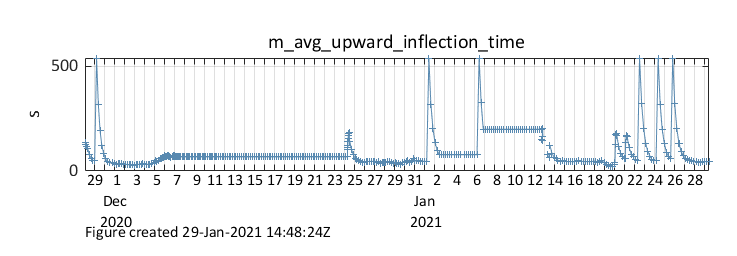 m_avg_upward_inflection_time
500
s
0
29 1 3 5 7 9 11 13 15 17 19 21 23 25 27 29 31 2 4 6 8 10 12 14 16 18 20 22 24 26 28
Dec Jan
2020 2021
Figure created 29-Jan-2021 14:48:24Z